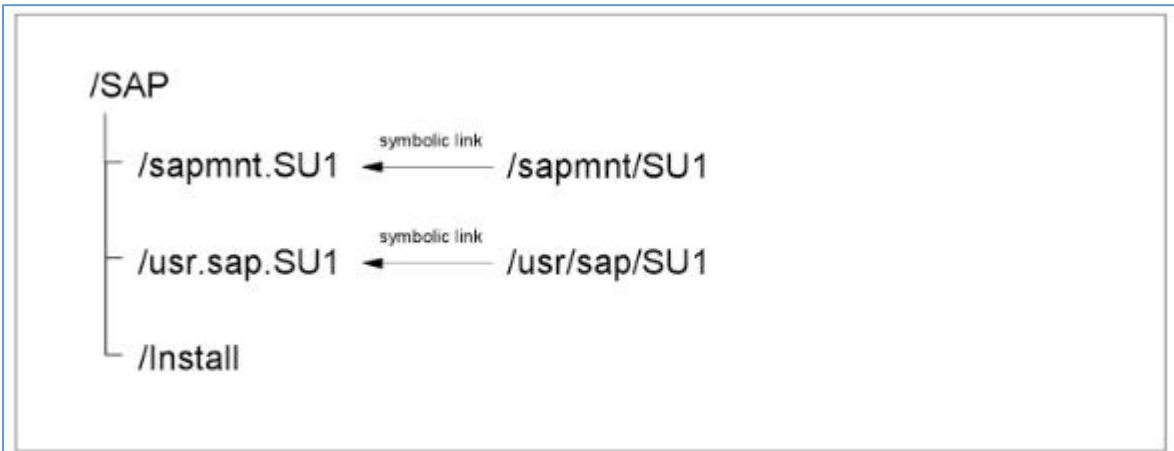 /SAP
symbolic link
/sapmnt.SU1 /sapmnt/SU1
symbolic link
/usr.sap.SU1 /usr/sap/SU1
/Install